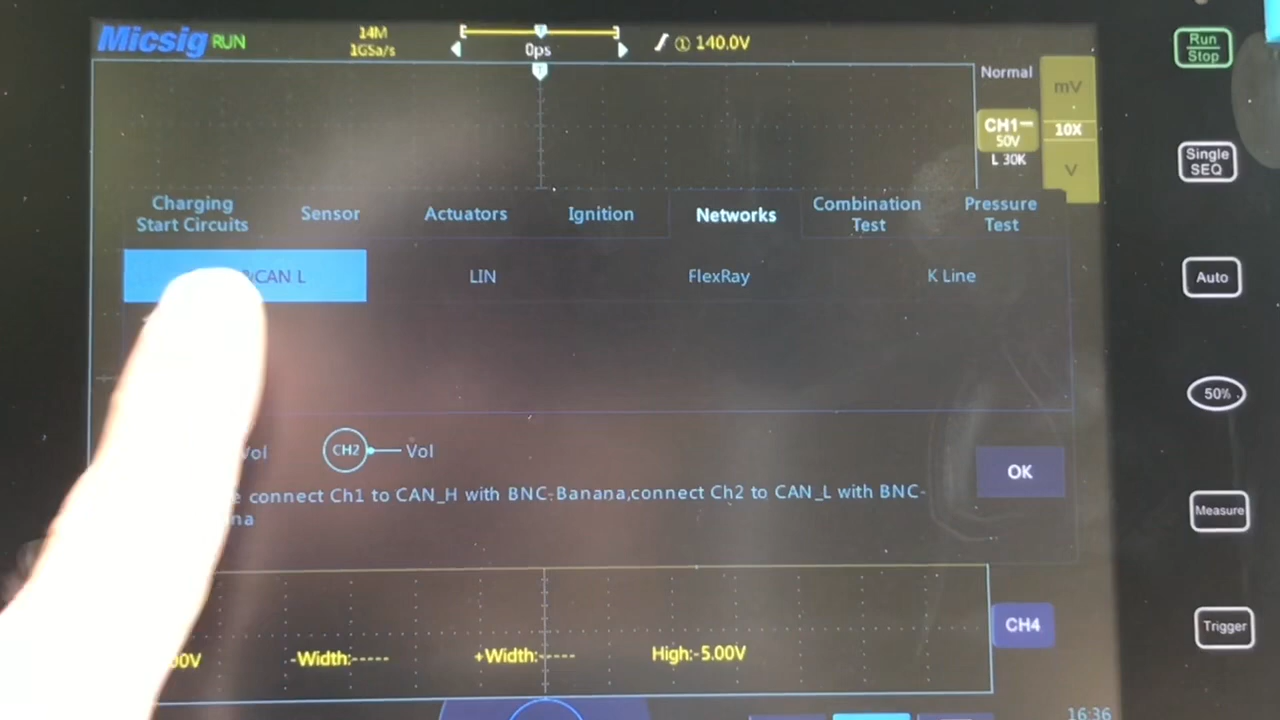 Micsig RUN
14M
1GSa/s
0ps
T
T
① 140.0V
Run
Stop
Normal
mV
CH1
50V
L 30K
10X
V
Single
SEQ
Charging
Start Circuits
Sensor
Actuators
Ignition
Networks
Combination
Test
Pressure
Test
CAN L
LIN
FlexRay
K Line
Auto
50%
Vol
CH2
Vol
OK
connect Ch1 to CAN_H with BNC-Banana,connect Ch2 to CAN_L with BNC-
Measure
CH4
Trigger
-Width:-----
+Width:-----
High:-5.00V
16:36